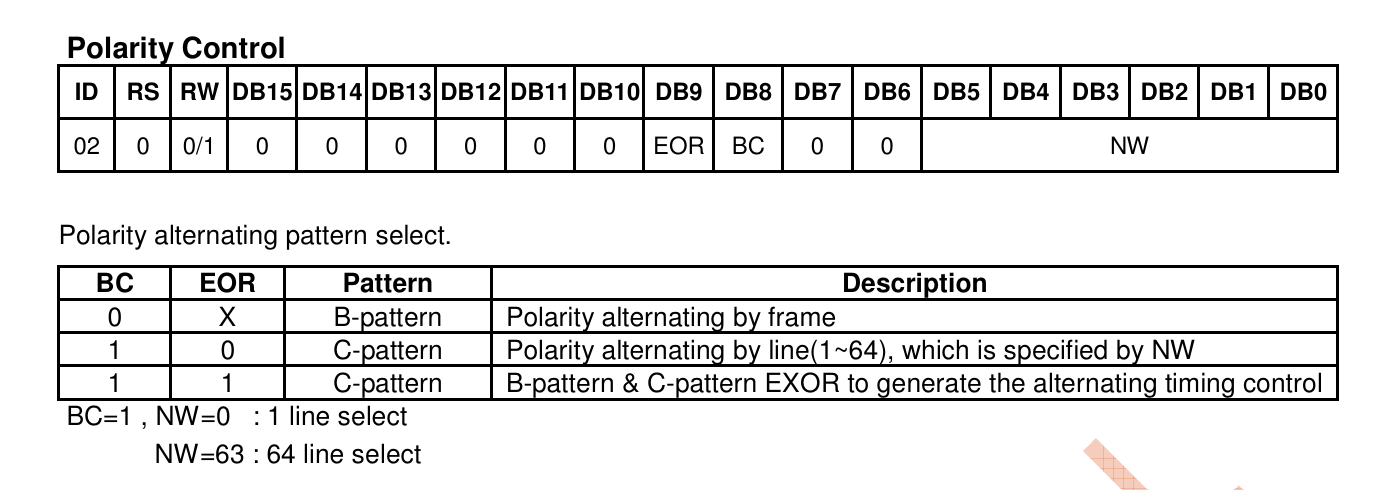 Polarity Control
ID RS RW DB15 DB14 DB13 DB12 DB11 DB10 DB9 DB8 DB7 DB6 DB5 DB4 DB3 DB2 DB1 DB0
02 0 0/1 0 0 0 0 0 0 EOR BC 0 0 NW
Polarity alternating pattern select.
BC EOR Pattern Description
0 X B-pattern Polarity alternating by frame
1 0 C-pattern Polarity alternating by line(1~64), which is specified by NW
1 1 C-pattern B-pattern & C-pattern EXOR to generate the alternating timing control
BC=1 , NW=0 : 1 line select
NW=63 : 64 line select